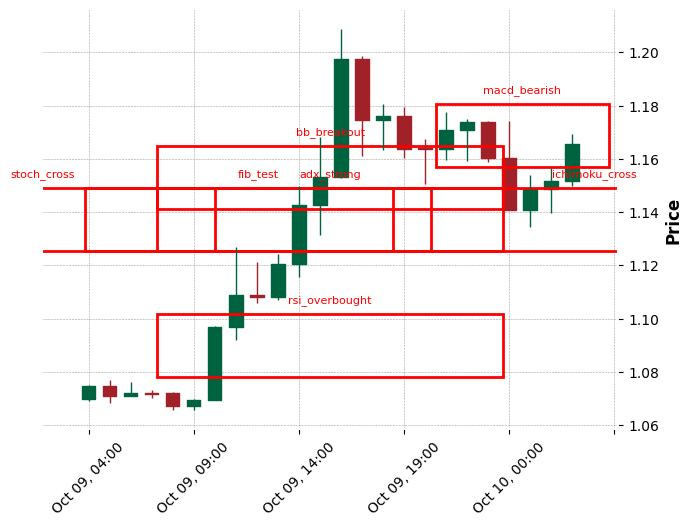 1.20
macd_bearish
1.18
bb_breakout
1.16
stoch_cross
fib_test
adx_strong
ichimoku_cross
1.14
1.12
rsi_overbought
1.10
1.08
1.06
Price
Oct 09, 04:00
Oct 09, 09:00
Oct 09, 14:00
Oct 09, 19:00
Oct 10, 00:00